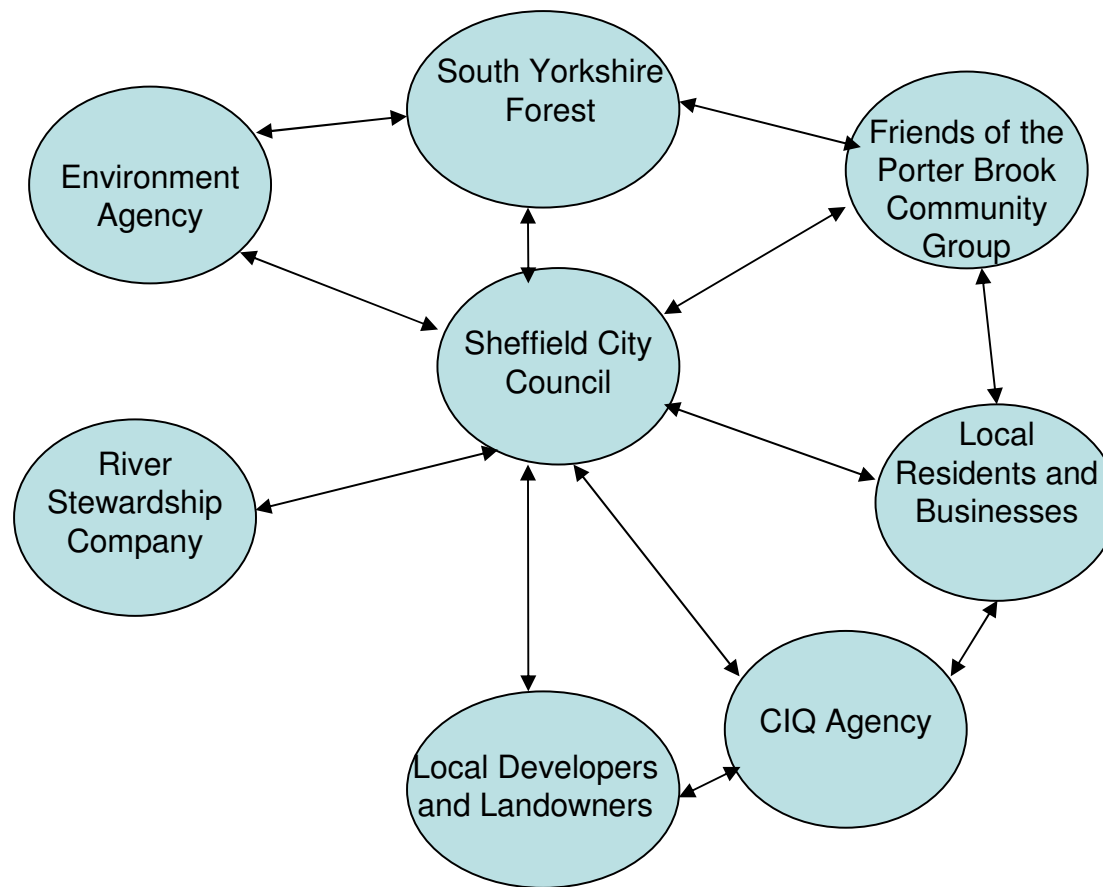 South Yorkshire
Forest
Friends of the
Porter Brook
Community
Group
Environment
Agency
Sheffield City
Council
River
Stewardship
Company
Local
Residents and
Businesses
CIQ Agency
Local Developers
and Landowners